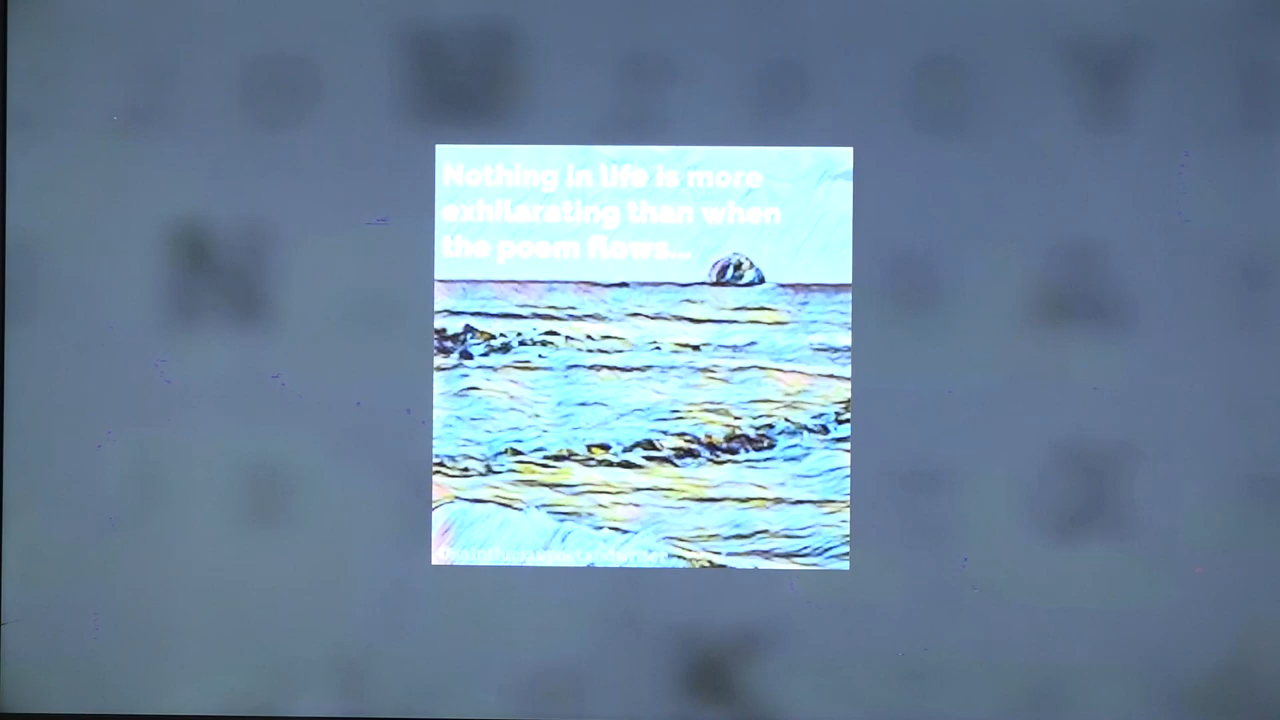 Nothing in life is more
exhilarating than when
the poem flows...